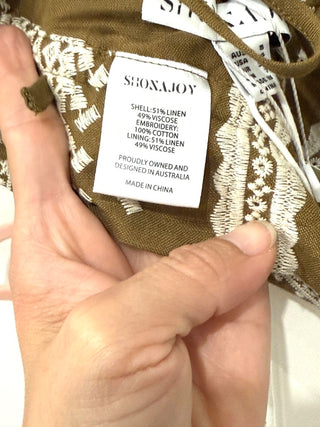 SHONAJOY
SHONAJOY
SHELL: 51% LINEN
49% VISCOSE
EMBROIDERY:
100% COTTON
LINING: 51% LINEN
49% VISCOSE
PROUDLY OWNED AND
DESIGNED IN AUSTRALIA
MADE IN CHINA